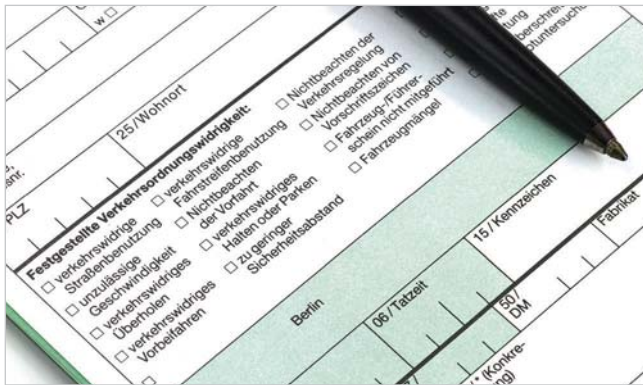 w
snr.
PLZ
25/Wohnort
Festgestellte Verkehrsordnungswidrigkeit:
verkehrswidrige
Straßenbenutzung
unzulässige
Geschwindigkeit
verkehrswidriges
Überholen
verkehrswidriges
Vorbeifahren
verkehrswidrige
Fahrstreifenbenutzung
Nichtbeachten
der Vorfahrt
verkehrswidriges
Halten oder Parken
zu geringer
Sicherheitsabstand
Nichtbeachten der
Verkehrsregelung
Nichtbeachten von
Vorschriftszeichen
Fahrzeug-/Führer-
schein nicht mitgeführt
Fahrzeugmängel
Berlin
06/Tatzeit
15/Kennzeichen
Fabrikat
50/
DM
(Konkre-